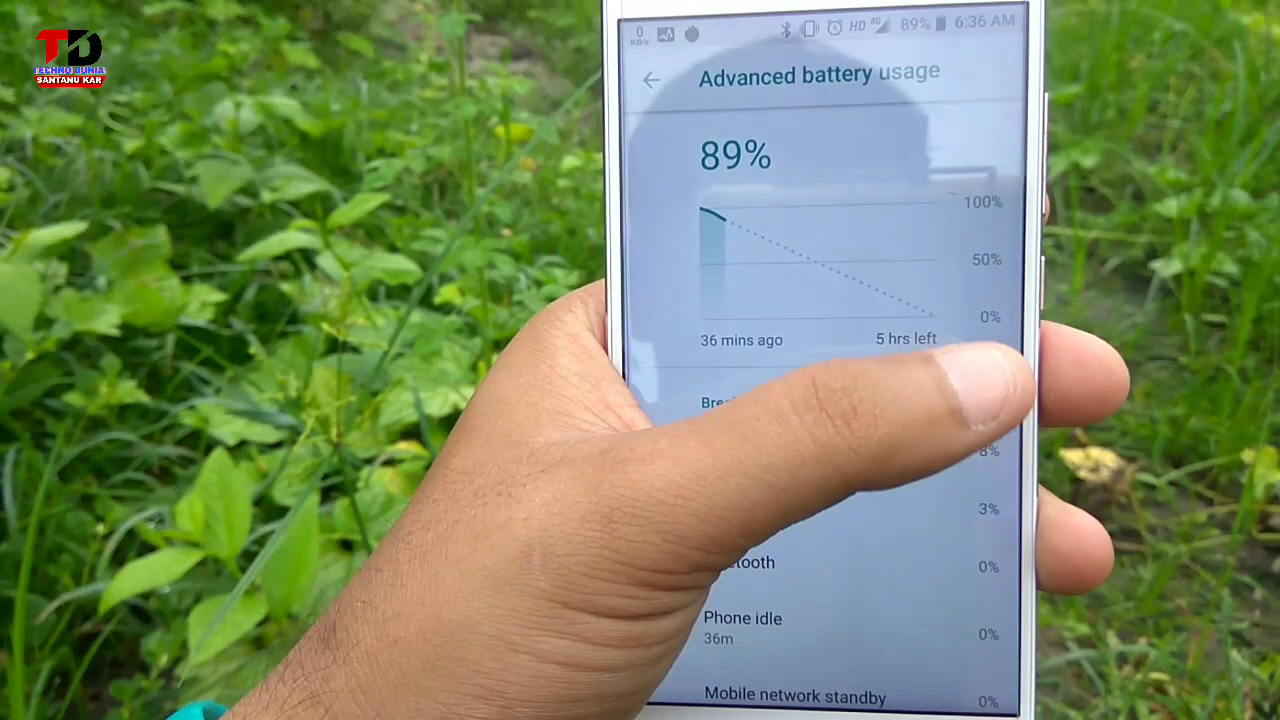 TD
TECHNO DUNIA
SANTANU KAR
0 KB/s HD 4G 89% 6:36 AM
Advanced battery usage
89%
100%
50%
0%
36 mins ago 5 hrs left
8%
3%
0%
Phone idle 0%
36m
Mobile network standby 0%